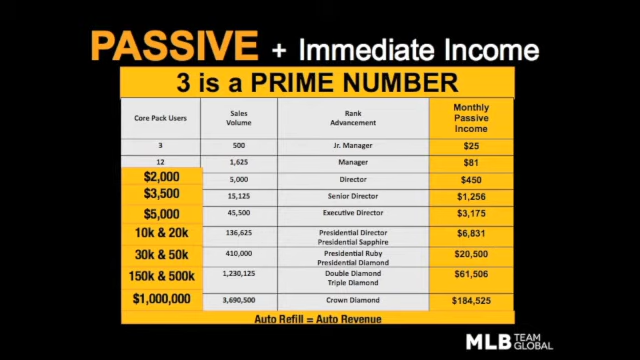 PASSIVE + Immediate Income
3 is a PRIME NUMBER
Core Pack Users Sales Volume Rank Advancement Monthly Passive Income
3 500 Jr. Manager $25
12 1,625 Manager $81
$2,000 5,000 Director $450
$3,500 15,125 Senior Director $1,256
$5,000 45,500 Executive Director $3,175
10k & 20k 136,625 Presidential Director Presidential Sapphire $6,831
30k & 50k 410,000 Presidential Ruby Presidential Diamond $20,500
150k & 500k 1,230,125 Double Diamond Triple Diamond $61,506
$1,000,000 3,690,500 Crown Diamond $184,525
Auto Refill = Auto Revenue
MLB TEAM GLOBAL